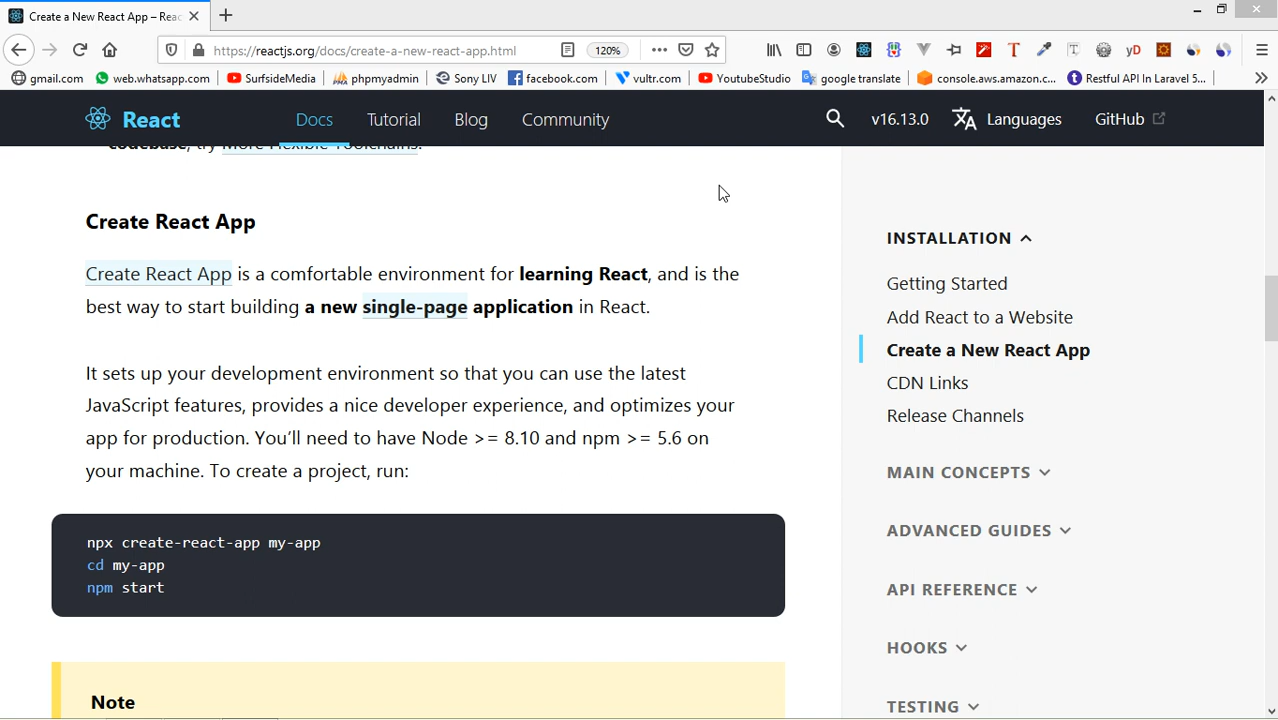 Create a New React App – Reac
https://reactjs.org/docs/create-a-new-react-app.html
120%
T
T
yD
gmail.com
web.whatsapp.com
SurfsideMedia
phpmyadmin
Sony LIV
facebook.com
vultr.com
YoutubeStudio
google translate
console.aws.amazon.c...
Restful API In Laravel 5...
React
Docs
Tutorial
Blog
Community
v16.13.0
Languages
GitHub
codebase, try More Flexible Toolchains.
Create React App
Create React App is a comfortable environment for learning React, and is the
best way to start building a new single-page application in React.
It sets up your development environment so that you can use the latest
JavaScript features, provides a nice developer experience, and optimizes your
app for production. You'll need to have Node >= 8.10 and npm >= 5.6 on
your machine. To create a project, run:
npx create-react-app my-app
cd my-app
npm start
Note
INSTALLATION
Getting Started
Add React to a Website
Create a New React App
CDN Links
Release Channels
MAIN CONCEPTS
ADVANCED GUIDES
API REFERENCE
HOOKS
TESTING